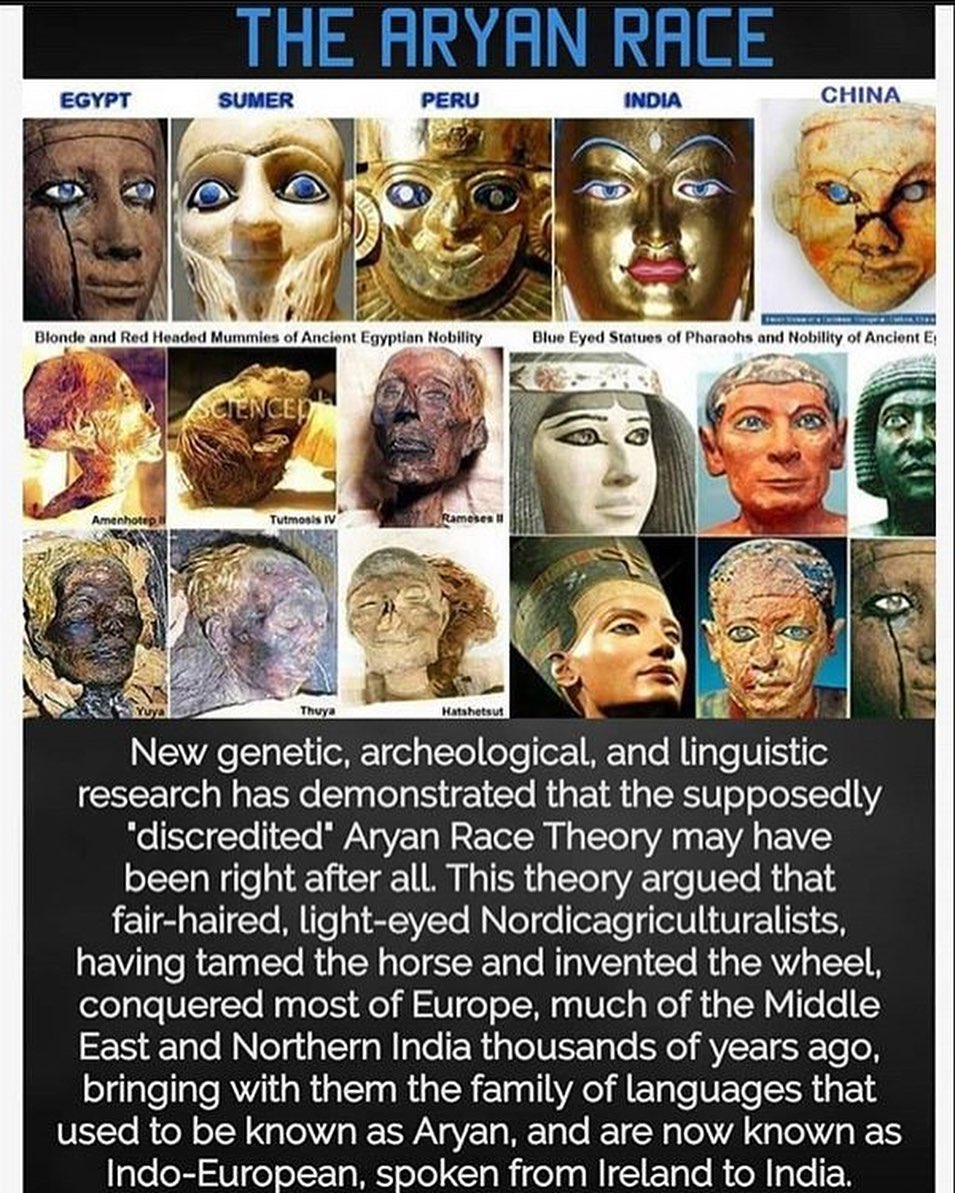 THE ARYAN RACE
EGYPT
SUMER
PERU
INDIA
CHINA
Blonde and Red Headed Mummies of Ancient Egyptian Nobility
Blue Eyed Statues of Pharaohs and Nobility of Ancient
SCIENCE
Amenhotep II
Tutmosis IV
Rameses II
Yuya
Thuya
Hatshetsut
New genetic, archeological, and linguistic
research has demonstrated that the supposedly
"discredited" Aryan Race Theory may have
been right after all. This theory argued that
fair-haired, light-eyed Nordicagriculturalists,
having tamed the horse and invented the wheel,
conquered most of Europe, much of the Middle
East and Northern India thousands of years ago,
bringing with them the family of languages that
used to be known as Aryan, and are now known as
Indo-European, spoken from Ireland to India.